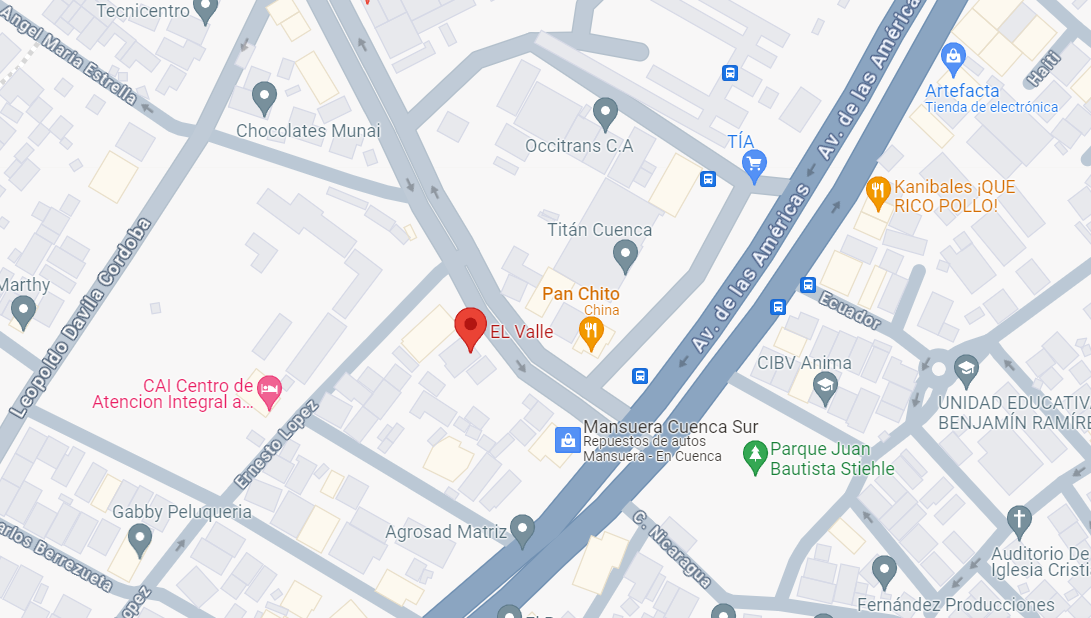 Tecnicentro
Angel Maria Estrella
Av. de las Américas
Haiti
Artefacta
Tienda de electrónica
Chocolates Munai
Occitrans C.A
TÍA
Kanibales ¡QUE
RICO POLLO!
Av. de las Américas
Leopoldo Davila Cordoba
Titán Cuenca
Marthy
Pan Chito
China
Ecuador
EL Valle
CIBV Anima
CAI Centro de
Atencion Integral a...
UNIDAD EDUCATIVA
BENJAMÍN RAMÍRE
Mansuera Cuenca Sur
Repuestos de autos
Mansuera - En Cuenca
Parque Juan
Bautista Stiehle
Ernesto Lopez
Gabby Peluqueria
Agrosad Matriz
C. Nicaragua
arlos Berrezueta
Auditorio De
Iglesia Cristi
Lopez
Fernández Producciones